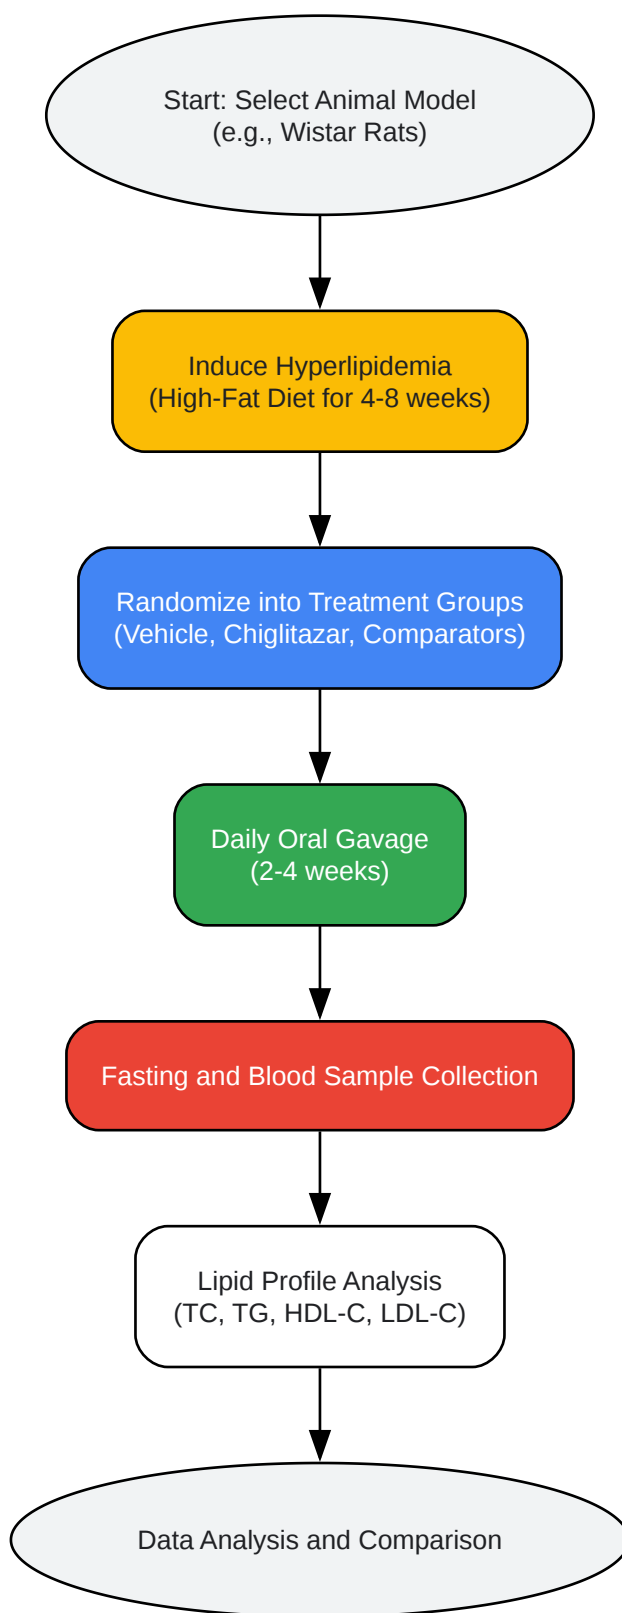 Start: Select Animal Model
(e.g., Wistar Rats)
Induce Hyperlipidemia
(High-Fat Diet for 4-8 weeks)
Randomize into Treatment Groups
(Vehicle, Chiglitazar, Comparators)
Daily Oral Gavage
(2-4 weeks)
Fasting and Blood Sample Collection
Lipid Profile Analysis
(TC, TG, HDL-C, LDL-C)
Data Analysis and Comparison